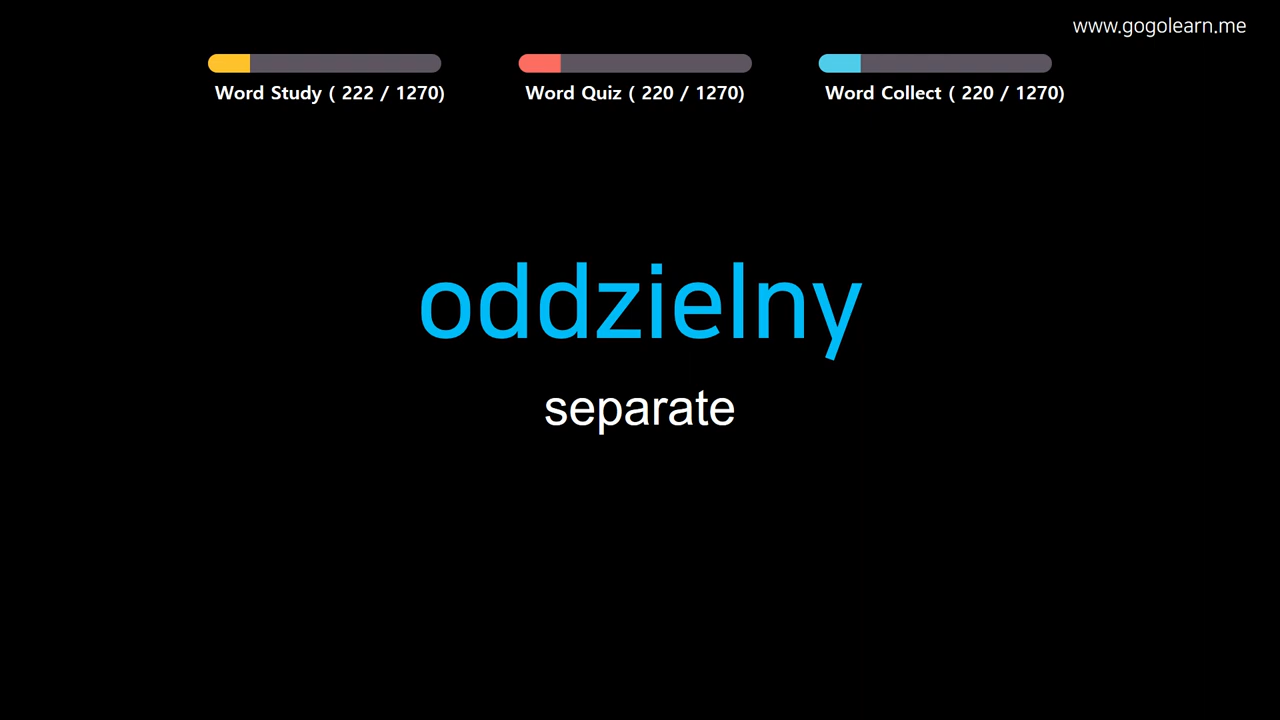 www.gogolearn.me
Word Study ( 222 / 1270)
Word Quiz ( 220 / 1270)
Word Collect ( 220 / 1270)
oddzielny
separate